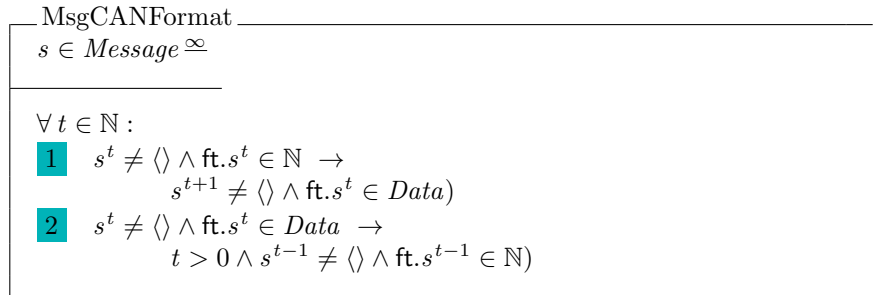 MsgCANFormat
s ∈ Message^∞
∀ t ∈ ℕ :
1 s^t ≠ ⟨⟩ ∧ ft.s^t ∈ ℕ →
s^{t+1} ≠ ⟨⟩ ∧ ft.s^t ∈ Data)
2 s^t ≠ ⟨⟩ ∧ ft.s^t ∈ Data →
t > 0 ∧ s^{t−1} ≠ ⟨⟩ ∧ ft.s^{t−1} ∈ ℕ)